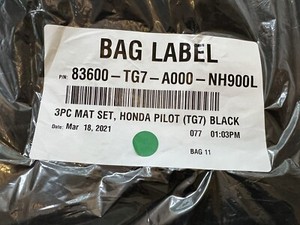 BAG LABEL
P/N: 83600-TG7-A000-NH900L
3PC MAT SET, HONDA PILOT (TG7) BLACK
Date: Mar 18, 2021 077 01:03PM
BAG 11